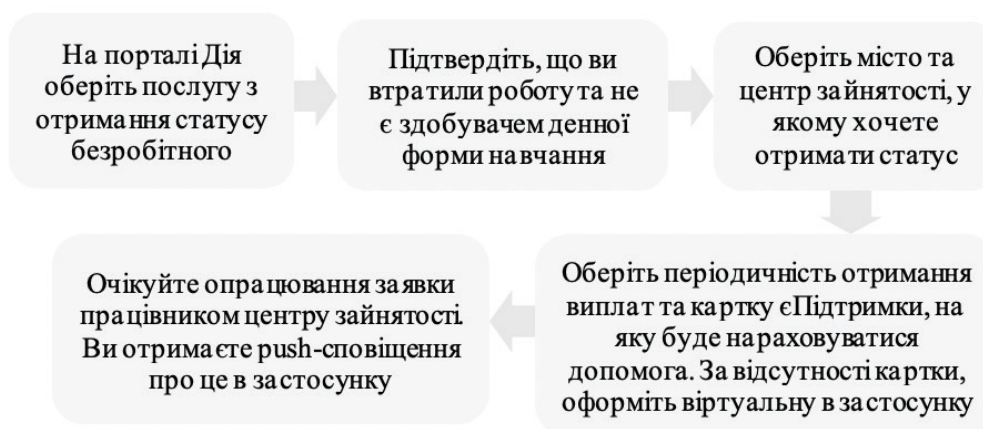 На порталі Дія
оберіть послугу з
отримання статусу
безробітного
Підтвердіть, що ви
втратили роботу та не
є здобувачем денної
форми навчання
Оберіть місто та
центр зайнятості, у
якому хочете
отримати статус
Оберіть періодичність отримання
виплат та картку єПідтримки, на
яку буде нараховуватися
допомога. За відсутності картки,
оформіть віртуальну в застосунку
Очікуйте опрацювання заявки
працівником центру зайнятості.
Ви отримаєте push-сповіщення
про це в застосунку